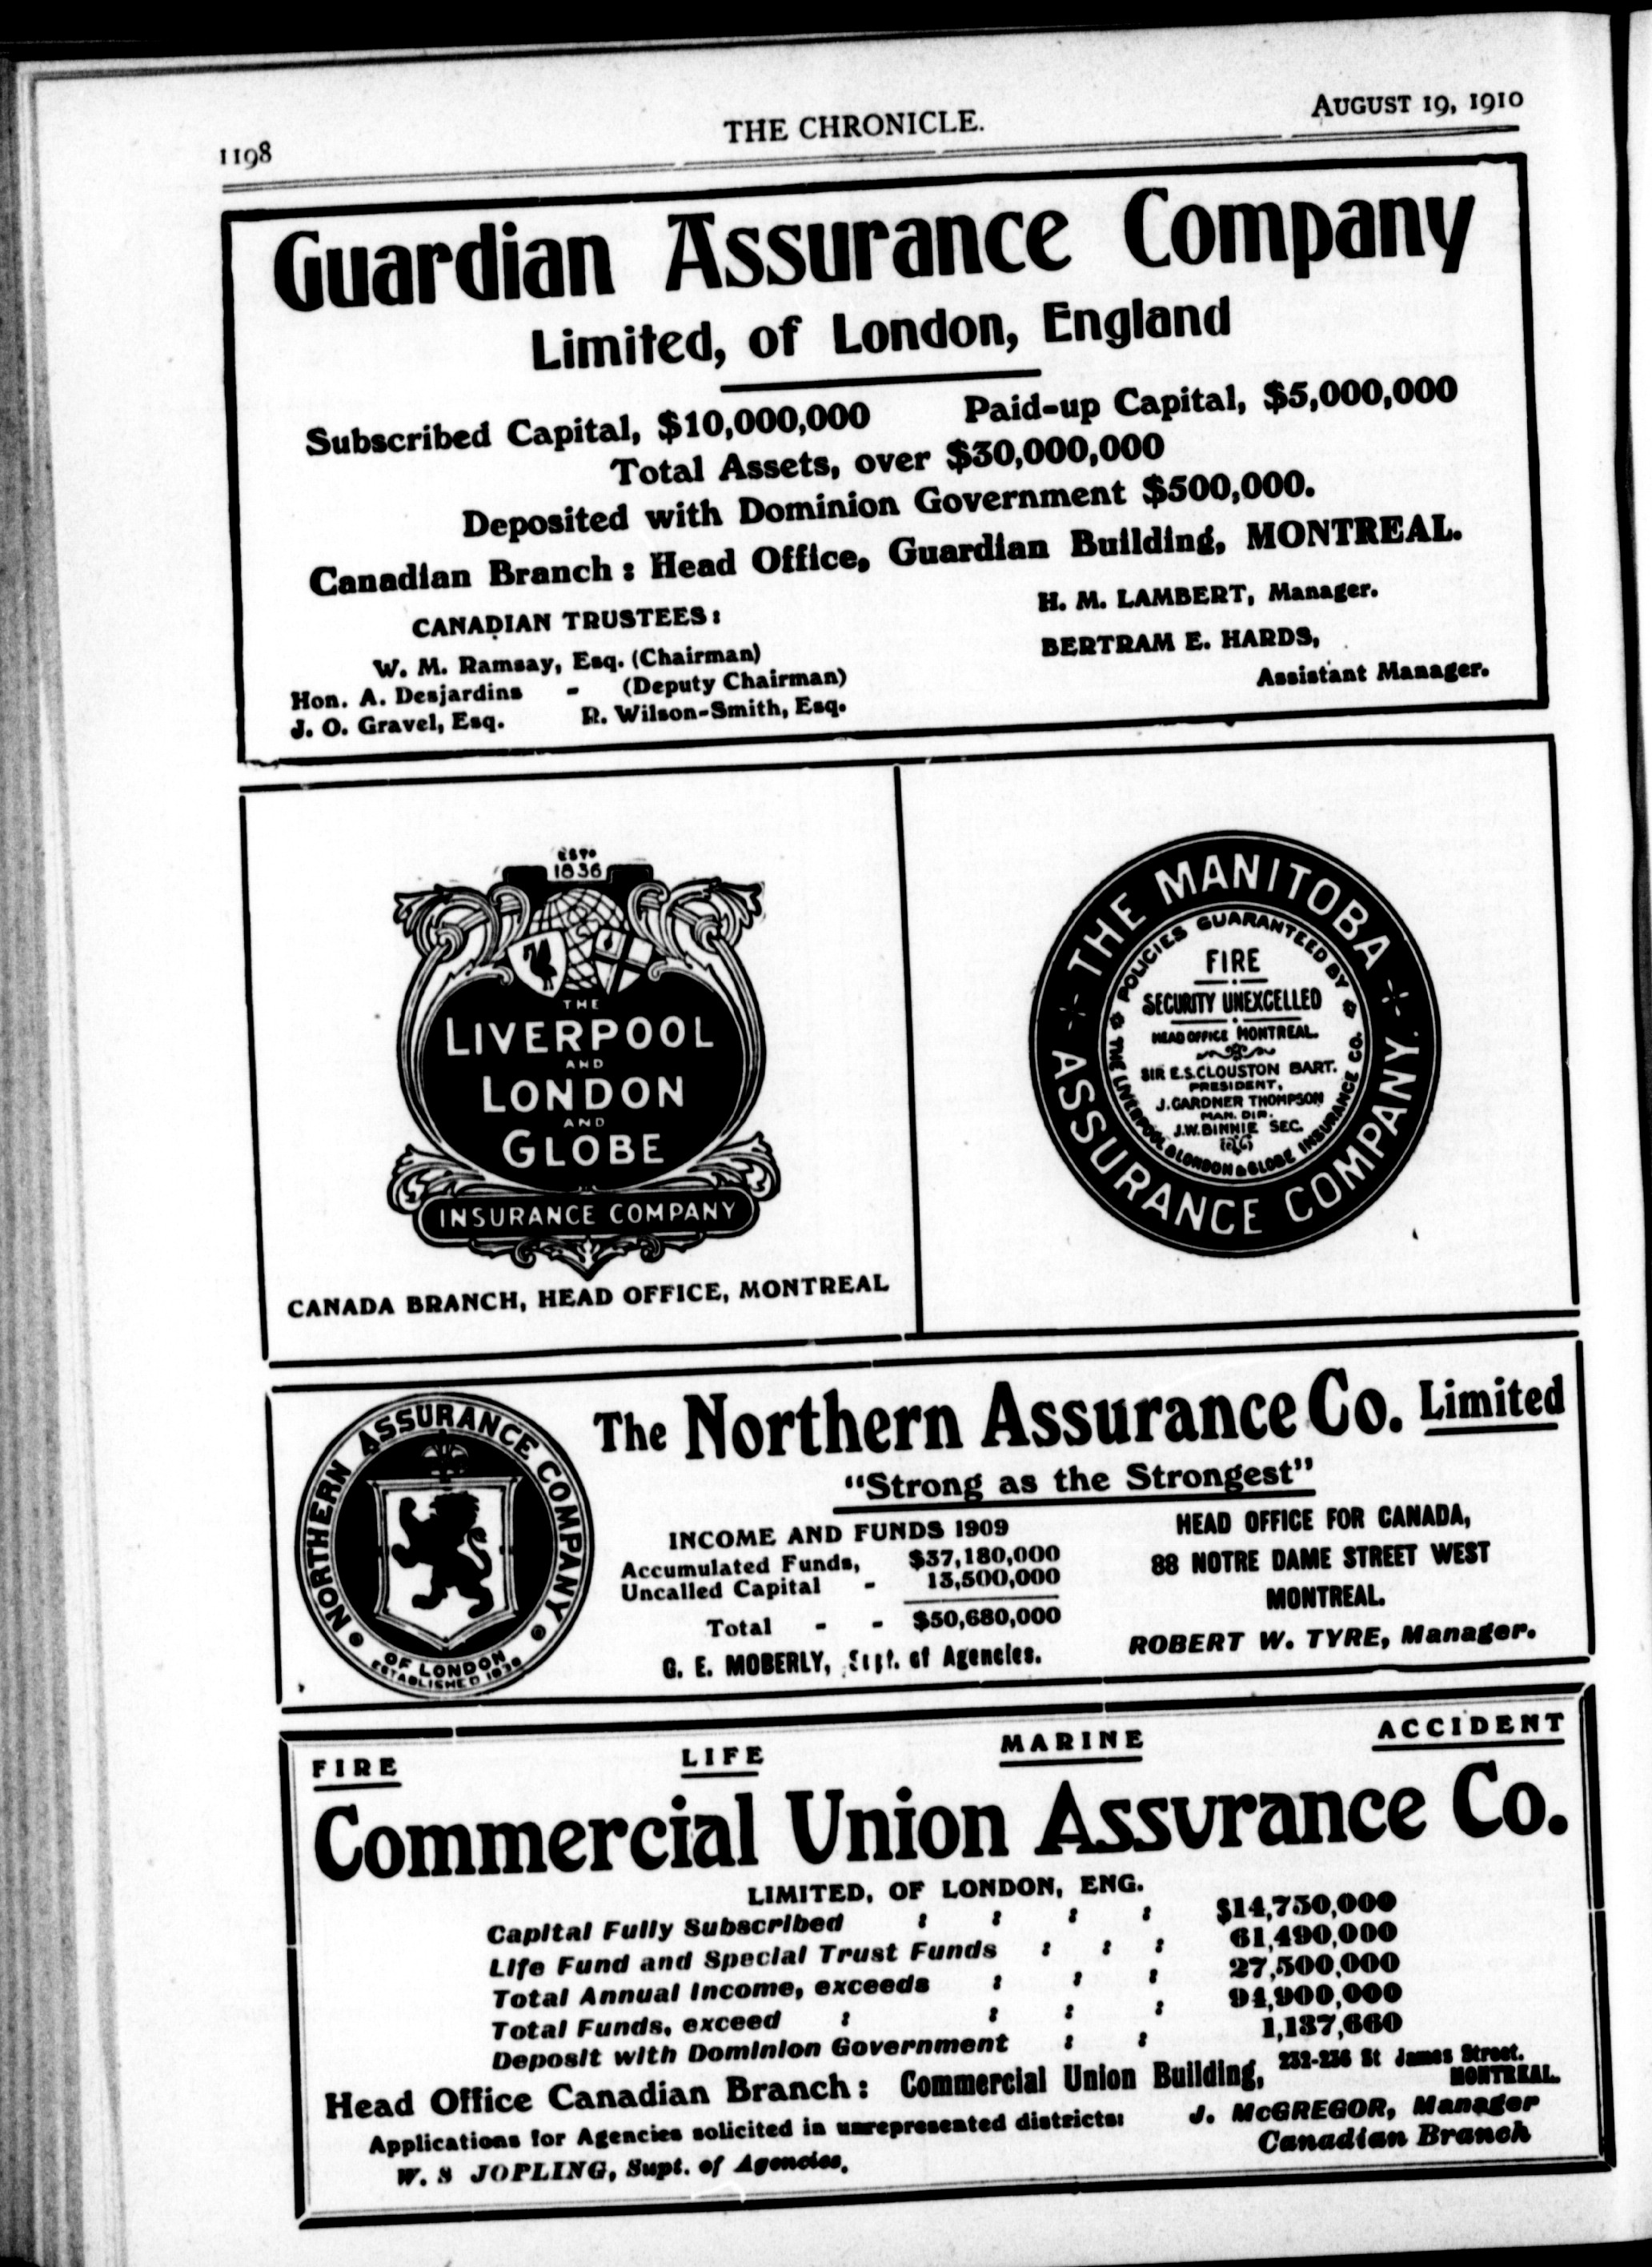 1198
THE CHRONICLE.
AUGUST 19, 1910
Guardian Assurance Company
Limited, of London, England
Subscribed Capital, $10,000,000 Paid-up Capital, $5,000,000
Total Assets, over $30,000,000
Deposited with Dominion Government $500,000.
Canadian Branch: Head Office, Guardian Building, MONTREAL.
CANADIAN TRUSTEES:
W. M. Ramsay, Esq. (Chairman)
Hon. A. Desjardins - (Deputy Chairman)
J. O. Gravel, Esq. R. Wilson-Smith, Esq.
H. M. LAMBERT, Manager.
BERTRAM E. HARDS,
Assistant Manager.
ESTD
1836
THE
LIVERPOOL
AND
LONDON
AND
GLOBE
INSURANCE COMPANY
CANADA BRANCH, HEAD OFFICE, MONTREAL
THE MANITOBA
ASSURANCE COMPANY.
POLICIES GUARANTEED BY
THE LIVERPOOL & LONDON & GLOBE INSURANCE CO.
FIRE
SECURITY UNEXCELLED
HEAD OFFICE MONTREAL.
SIR E.S. CLOUSTON BART.
PRESIDENT,
J. GARDNER THOMPSON
MAN. DIR.
J.W. BINNIE SEC.
NORTHERN ASSURANCE COMPANY
OF LONDON
ESTABLISHED 1836
The Northern Assurance Co. Limited
"Strong as the Strongest"
INCOME AND FUNDS 1909
Accumulated Funds, $37,180,000
Uncalled Capital - 13,500,000
Total - - $50,680,000
G. E. MOBERLY, Supt. of Agencies.
HEAD OFFICE FOR CANADA,
88 NOTRE DAME STREET WEST
MONTREAL.
ROBERT W. TYRE, Manager.
FIRE LIFE MARINE ACCIDENT
Commercial Union Assurance Co.
LIMITED, OF LONDON, ENG.
Capital Fully Subscribed : : : : $14,750,000
Life Fund and Special Trust Funds : : : 61,490,000
Total Annual Income, exceeds : : : 27,500,000
Total Funds, exceed : : : : 94,900,000
Deposit with Dominion Government : : 1,137,660
Head Office Canadian Branch: Commercial Union Building, 232-236 St James Street.
MONTREAL.
Applications for Agencies solicited in unrepresented districts:
W. S JOPLING, Supt. of Agencies.
J. McGREGOR, Manager
Canadian Branch